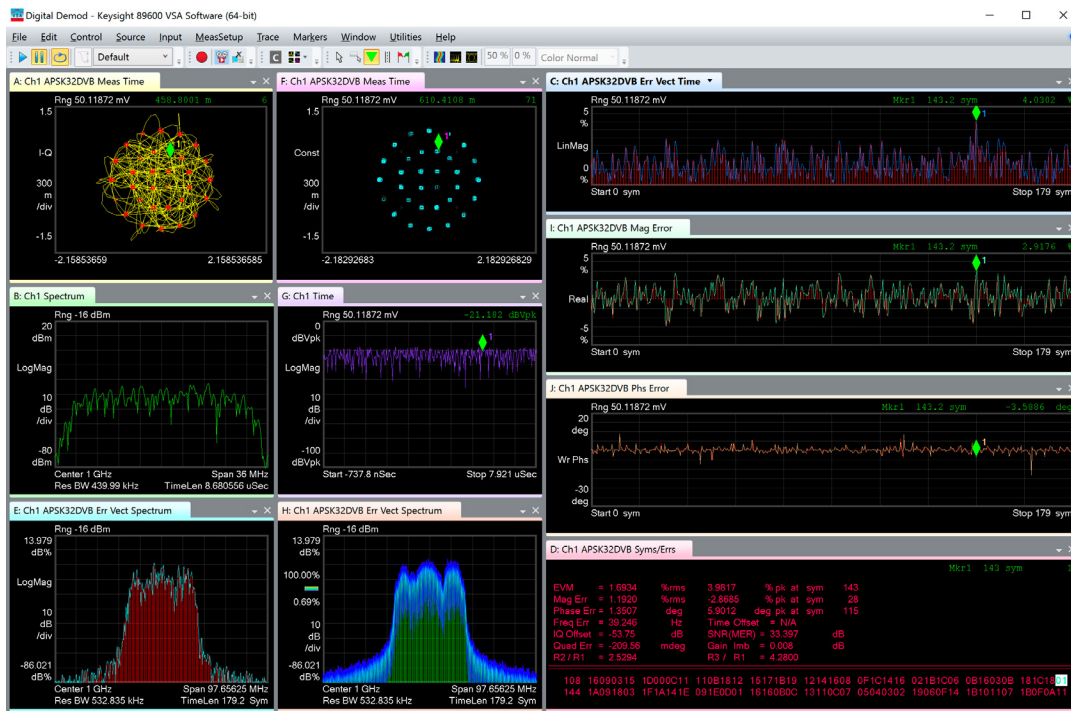 Digital Demod - Keysight 89600 VSA Software (64-bit)
File Edit Control Source Input MeasSetup Trace Markers Window Utilities Help
Default 50 % 0 % Color Normal
A: Ch1 APSK32DVB Meas Time
Rng 50.11872 mV 458.8001 m 6
1.5
I-Q
300
m
/div
-1.5
-2.15853659 2.158536585
F: Ch1 APSK32DVB Meas Time
Rng 50.11872 mV 610.4108 m 71
1.5
Const
300
m
/div
-1.5
-2.18292683 2.182926829
C: Ch1 APSK32DVB Err Vect Time
Rng 50.11872 mV Mkr1 143.2 sym 4.0302
5
%
LinMag
0
%
Start 0 sym Stop 179 sym
1
I: Ch1 APSK32DVB Mag Error
Rng 50.11872 mV Mkr1 143.2 sym 2.9176
5
%
Real
-5
%
Start 0 sym Stop 179 sym
1
B: Ch1 Spectrum
Rng -16 dBm
20
dBm
LogMag
10
dB
/div
-80
dBm
Center 1 GHz Span 36 MHz
Res BW 439.99 kHz TimeLen 8.680556 uSec
G: Ch1 Time
Rng 50.11872 mV -21.182 dBVpk
0
dBVpk
LogMag
10
dB
/div
-100
dBVpk
Start -737.8 nSec Stop 7.921 uSec
1
J: Ch1 APSK32DVB Phs Error
Rng 50.11872 mV Mkr1 143.2 sym -3.5896 deg
20
deg
Wr Phs
-30
deg
Start 0 sym Stop 179 sym
1
E: Ch1 APSK32DVB Err Vect Spectrum
Rng -16 dBm
13.979
dB%
LogMag
10
dB
/div
-86.021
dB%
Center 1 GHz Span 97.65625 MHz
Res BW 532.835 kHz TimeLen 179.2 Sym
H: Ch1 APSK32DVB Err Vect Spectrum
Rng -16 dBm
13.979
dB%
100.00%
0.69%
10
dB
/div
-86.021
dB%
Center 1 GHz Span 97.65625 MHz
Res BW 532.835 kHz TimeLen 179.2 Sym
D: Ch1 APSK32DVB Syms/Errs
Mkr1 143 sym
EVM = 1.6934 %rms 3.9817 % pk at sym 143
Mag Err = 1.1920 %rms -2.8685 % pk at sym 28
Phase Err = 1.3507 deg 5.9012 deg pk at sym 115
Freq Err = 39.246 Hz Time Offset = N/A
IQ Offset = -53.75 dB SNR(MER) = 33.397 dB
Quad Err = -209.56 mdeg Gain Imb = 0.008 dB
R2 / R1 = 2.5294 R3 / R1 = 4.2800
108 16090315 1D000C11 110B1812 15171B19 12141608 0F1C1416 021B1C06 0B16030B 181C1801
144 1A091803 1F1A141E 091E0D01 16160B0C 13110C07 05040302 19060F14 1B101107 1B0F0A11